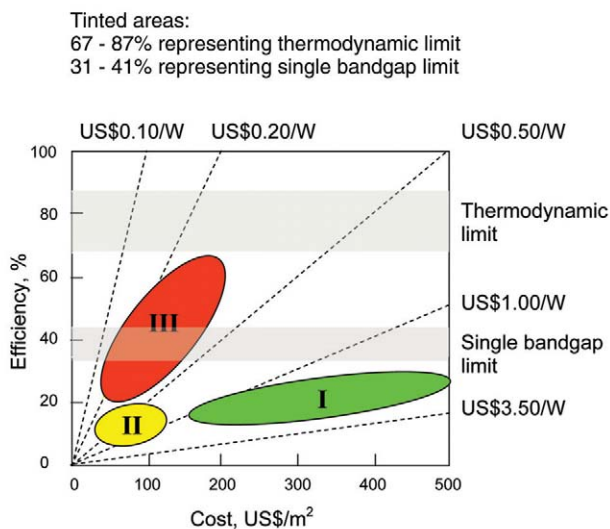 Tinted areas:
67 - 87% representing thermodynamic limit
31 - 41% representing single bandgap limit
US$0.10/W US$0.20/W US$0.50/W
100
80
60
40
20
0
Efficiency, %
Thermodynamic
limit
US$1.00/W
Single bandgap
limit
US$3.50/W
III
II
I
0 100 200 300 400 500
Cost, US$/m²